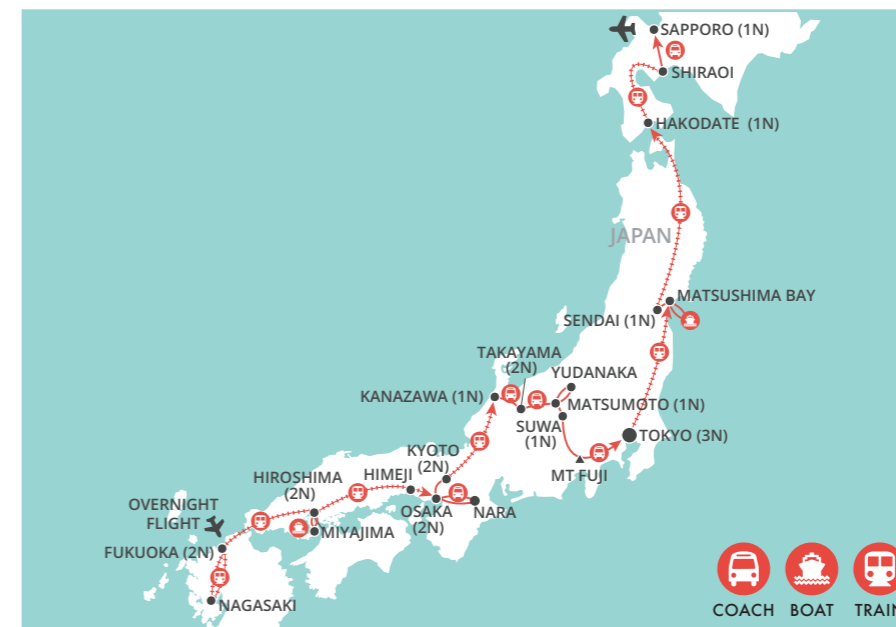 SAPPORO (1N)
SHIRAOI
HAKODATE (1N)
JAPAN
MATSUSHIMA BAY
SENDAI (1N)
TAKAYAMA
(2N)
YUDANAKA
KANAZAWA (1N)
MATSUMOTO (1N)
SUWA
(1N)
TOKYO (3N)
MT FUJI
KYOTO
(2N)
HIMEJI
HIROSHIMA
(2N)
OSAKA
(2N)
NARA
OVERNIGHT
FLIGHT
MIYAJIMA
FUKUOKA (2N)
NAGASAKI
COACH BOAT TRAIN